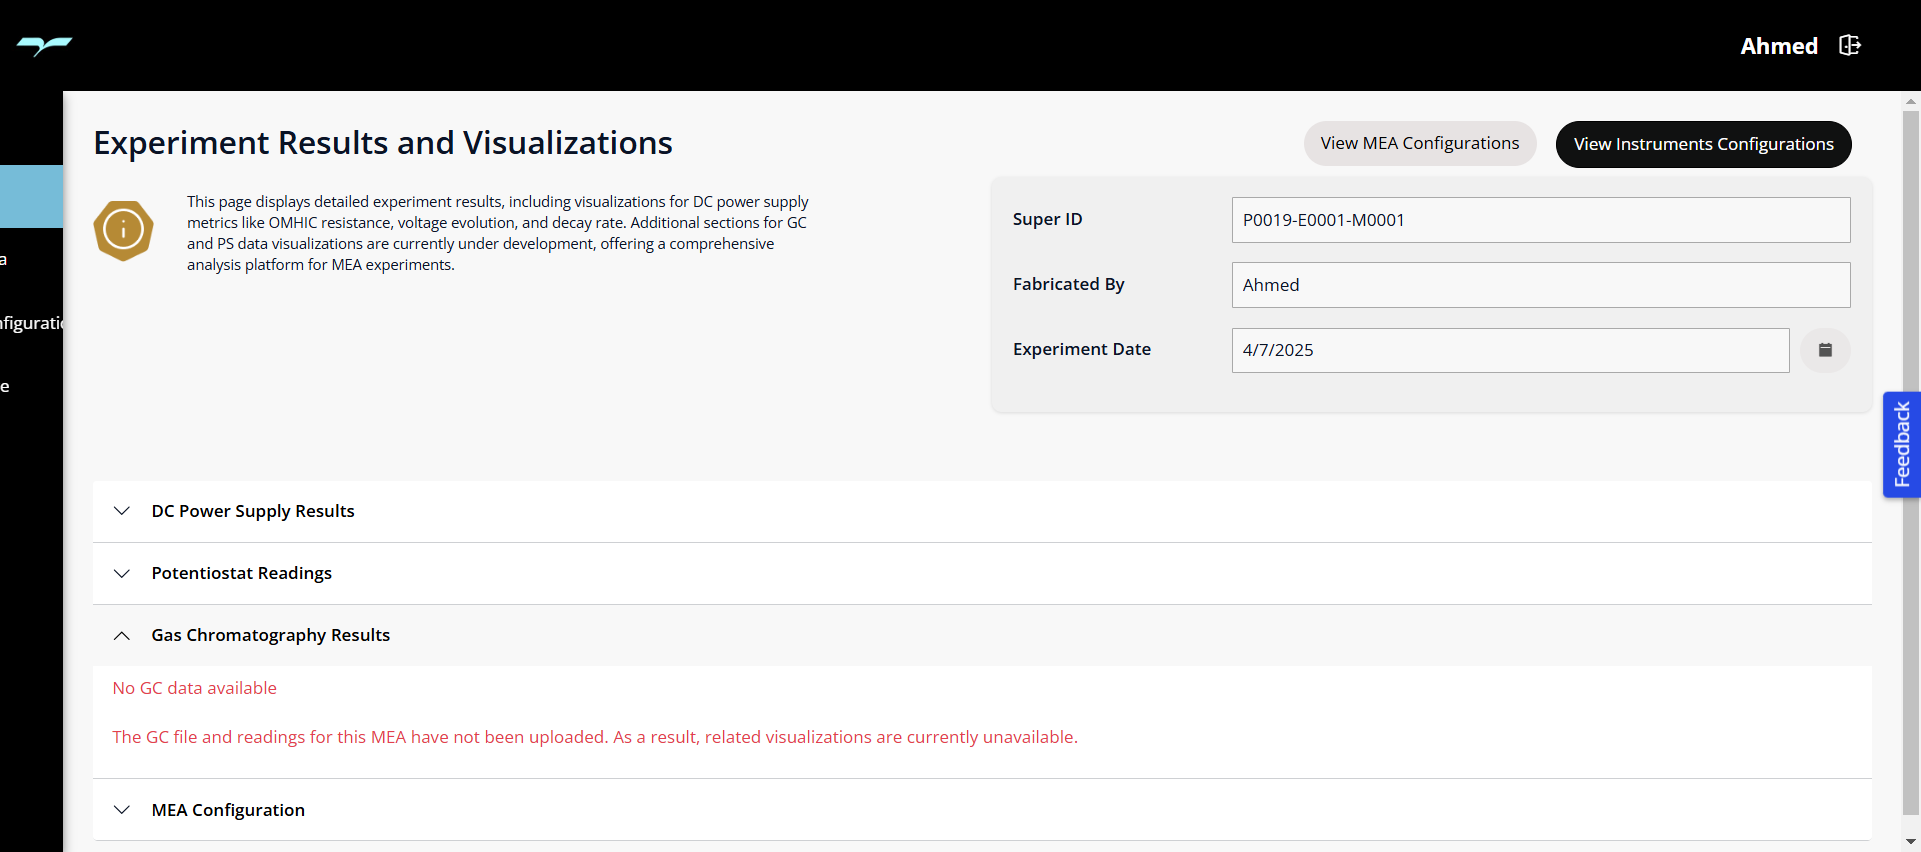 Ahmed
Experiment Results and Visualizations
View MEA Configurations
View Instruments Configurations
This page displays detailed experiment results, including visualizations for DC power supply
metrics like OMHIC resistance, voltage evolution, and decay rate. Additional sections for GC
and PS data visualizations are currently under development, offering a comprehensive
analysis platform for MEA experiments.
Super ID
P0019-E0001-M0001
Fabricated By
Ahmed
Experiment Date
4/7/2025
a
nfiguratio
e
Feedback
DC Power Supply Results
Potentiostat Readings
Gas Chromatography Results
No GC data available
The GC file and readings for this MEA have not been uploaded. As a result, related visualizations are currently unavailable.
MEA Configuration